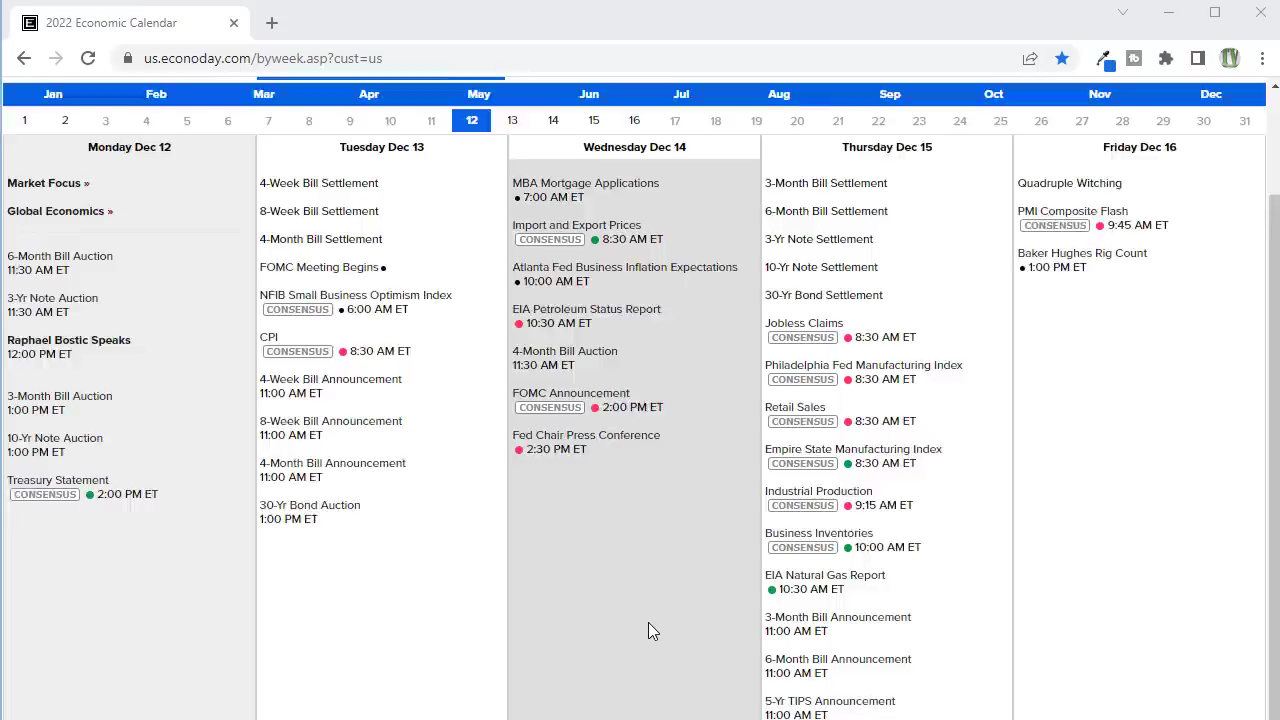 2022 Economic Calendar
us.econoday.com/byweek.asp?cust=us
Jan Feb Mar Apr May Jun Jul Aug Sep Oct Nov Dec
1 2 3 4 5 6 7 8 9 10 11 12 13 14 15 16 17 18 19 20 21 22 23 24 25 26 27 28 29 30 31
Monday Dec 12
Market Focus »
Global Economics »
6-Month Bill Auction
11:30 AM ET
3-Yr Note Auction
11:30 AM ET
Raphael Bostic Speaks
12:00 PM ET
3-Month Bill Auction
1:00 PM ET
10-Yr Note Auction
1:00 PM ET
Treasury Statement
CONSENSUS 2:00 PM ET
Tuesday Dec 13
4-Week Bill Settlement
8-Week Bill Settlement
4-Month Bill Settlement
FOMC Meeting Begins
NFIB Small Business Optimism Index
CONSENSUS 6:00 AM ET
CPI
CONSENSUS 8:30 AM ET
4-Week Bill Announcement
11:00 AM ET
8-Week Bill Announcement
11:00 AM ET
4-Month Bill Announcement
11:00 AM ET
30-Yr Bond Auction
1:00 PM ET
Wednesday Dec 14
MBA Mortgage Applications
7:00 AM ET
Import and Export Prices
CONSENSUS 8:30 AM ET
Atlanta Fed Business Inflation Expectations
10:00 AM ET
EIA Petroleum Status Report
10:30 AM ET
4-Month Bill Auction
11:30 AM ET
FOMC Announcement
CONSENSUS 2:00 PM ET
Fed Chair Press Conference
2:30 PM ET
Thursday Dec 15
3-Month Bill Settlement
6-Month Bill Settlement
3-Yr Note Settlement
10-Yr Note Settlement
30-Yr Bond Settlement
Jobless Claims
CONSENSUS 8:30 AM ET
Philadelphia Fed Manufacturing Index
CONSENSUS 8:30 AM ET
Retail Sales
CONSENSUS 8:30 AM ET
Empire State Manufacturing Index
CONSENSUS 8:30 AM ET
Industrial Production
CONSENSUS 9:15 AM ET
Business Inventories
CONSENSUS 10:00 AM ET
EIA Natural Gas Report
10:30 AM ET
3-Month Bill Announcement
11:00 AM ET
6-Month Bill Announcement
11:00 AM ET
5-Yr TIPS Announcement
11:00 AM ET
Friday Dec 16
Quadruple Witching
PMI Composite Flash
CONSENSUS 9:45 AM ET
Baker Hughes Rig Count
1:00 PM ET